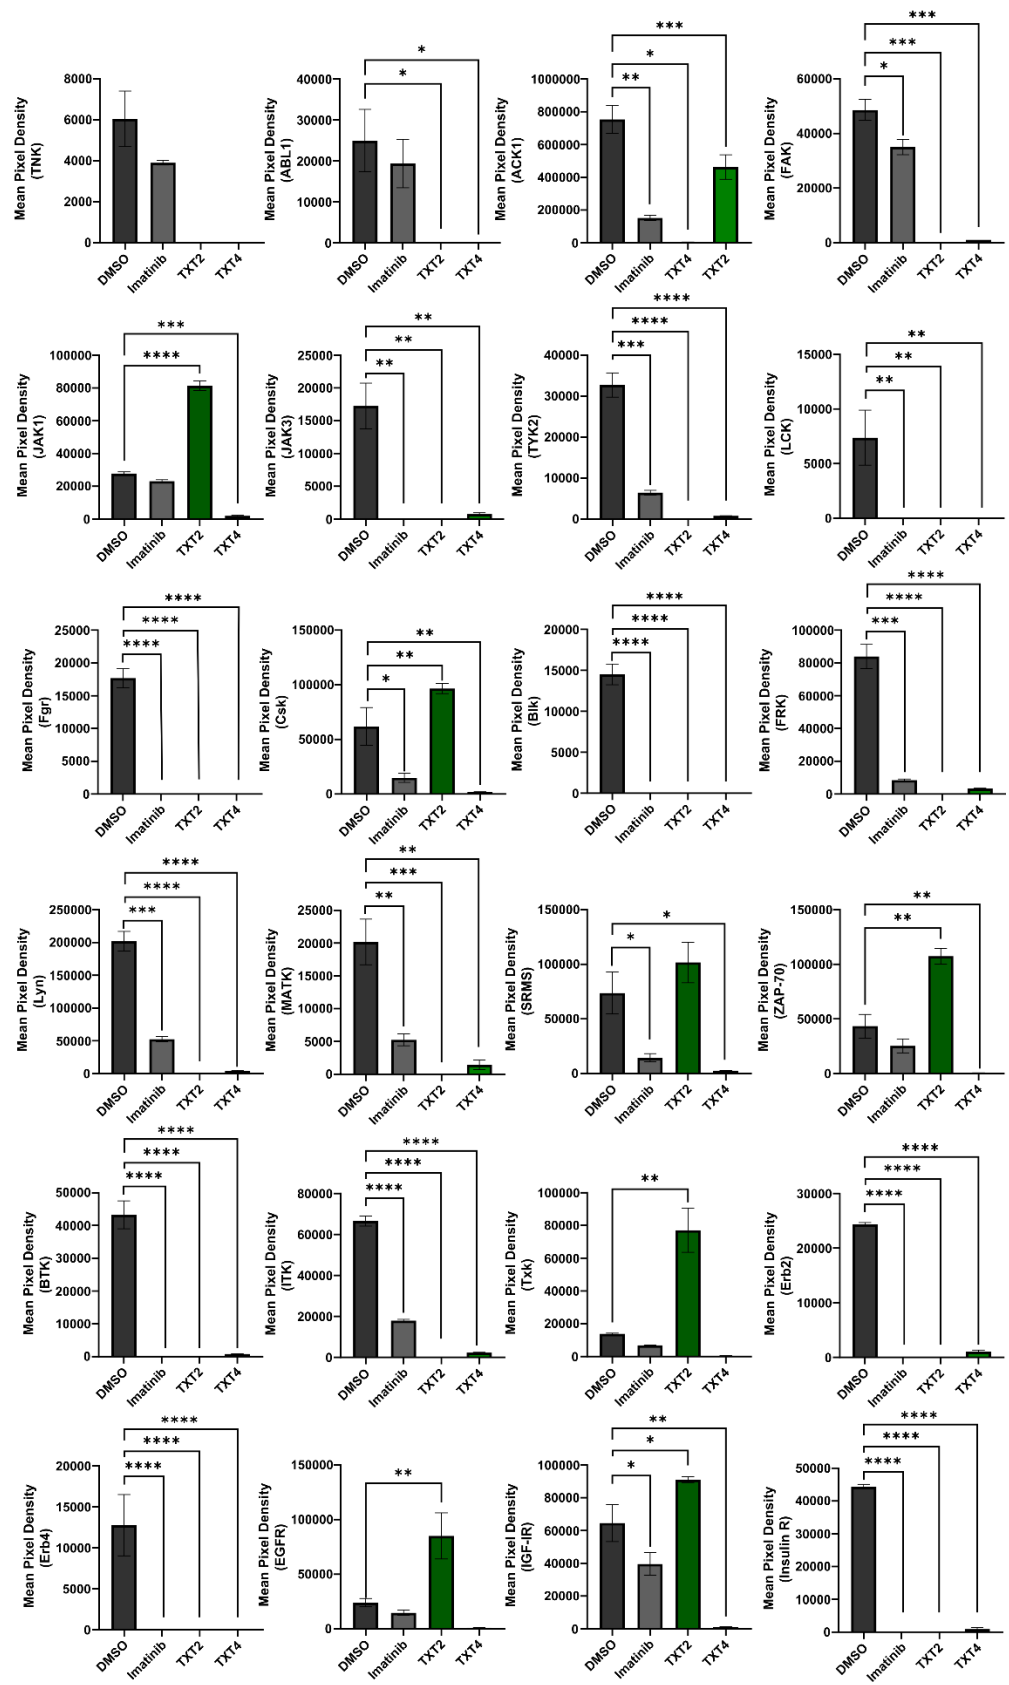 Mean Pixel Density
(TNK)
8000
6000
4000
2000
0
DMSO
Imatinib
TXT2
TXT4
*
*
Mean Pixel Density
(ABL1)
40000
30000
20000
10000
0
DMSO
Imatinib
TXT2
TXT4
***
*
**
Mean Pixel Density
(ACK1)
1000000
800000
600000
400000
200000
0
DMSO
Imatinib
TXT4
TXT2
***
***
*
Mean Pixel Density
(FAK)
60000
40000
20000
0
DMSO
Imatinib
TXT2
TXT4
***
****
Mean Pixel Density
(JAK1)
100000
80000
60000
40000
20000
0
DMSO
Imatinib
TXT2
TXT4
**
**
**
Mean Pixel Density
(JAK3)
25000
20000
15000
10000
5000
0
DMSO
Imatinib
TXT2
TXT4
****
****
***
Mean Pixel Density
(TYK2)
40000
30000
20000
10000
0
DMSO
Imatinib
TXT2
TXT4
**
**
**
Mean Pixel Density
(LCK)
15000
10000
5000
0
DMSO
Imatinib
TXT2
TXT4
****
****
****
Mean Pixel Density
(Fgr)
25000
20000
15000
10000
5000
0
DMSO
Imatinib
TXT2
TXT4
**
**
*
Mean Pixel Density
(Csk)
150000
100000
50000
0
DMSO
Imatinib
TXT2
TXT4
****
****
****
Mean Pixel Density
(Blk)
20000
15000
10000
5000
0
DMSO
Imatinib
TXT2
TXT4
****
****
***
Mean Pixel Density
(FRK)
100000
80000
60000
40000
20000
0
DMSO
Imatinib
TXT2
TXT4
****
****
***
Mean Pixel Density
(Lyn)
250000
200000
150000
100000
50000
0
DMSO
Imatinib
TXT2
TXT4
**
***
**
Mean Pixel Density
(MATK)
25000
20000
15000
10000
5000
0
DMSO
Imatinib
TXT2
TXT4
*
*
Mean Pixel Density
(SRMS)
150000
100000
50000
0
DMSO
Imatinib
TXT2
TXT4
**
**
Mean Pixel Density
(ZAP-70)
150000
100000
50000
0
DMSO
Imatinib
TXT2
TXT4
****
****
****
Mean Pixel Density
(BTK)
50000
40000
30000
20000
10000
0
DMSO
Imatinib
TXT2
TXT4
****
****
****
Mean Pixel Density
(ITK)
80000
60000
40000
20000
0
DMSO
Imatinib
TXT2
TXT4
**
Mean Pixel Density
(Txk)
100000
80000
60000
40000
20000
0
DMSO
Imatinib
TXT2
TXT4
****
****
****
Mean Pixel Density
(Erb2)
30000
20000
10000
0
DMSO
Imatinib
TXT2
TXT4
****
****
****
Mean Pixel Density
(Erb4)
20000
15000
10000
5000
0
DMSO
Imatinib
TXT2
TXT4
**
Mean Pixel Density
(EGFR)
150000
100000
50000
0
DMSO
Imatinib
TXT2
TXT4
**
*
*
Mean Pixel Density
(IGF-IR)
100000
80000
60000
40000
20000
0
DMSO
Imatinib
TXT2
TXT4
****
****
****
Mean Pixel Density
(Insulin R)
50000
40000
30000
20000
10000
0
DMSO
Imatinib
TXT2
TXT4